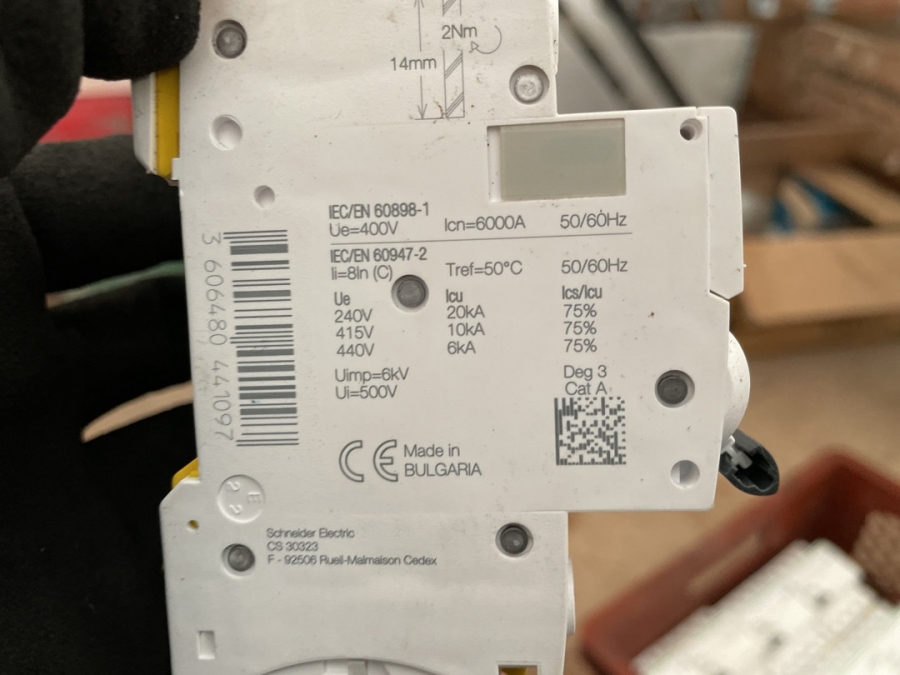 2Nm
14mm
IEC/EN 60898-1
Ue=400V Icn=6000A 50/60Hz
IEC/EN 60947-2
Ii=8In (C) Tref=50°C 50/60Hz
Ue Icu Ics/Icu
240V 20kA 75%
415V 10kA 75%
440V 6kA 75%
Uimp=6kV Deg 3
Ui=500V Cat A
CE Made in
BULGARIA
3 606480 441097
Schneider Electric
CS 30323
F - 92506 Rueil-Malmaison Cedex